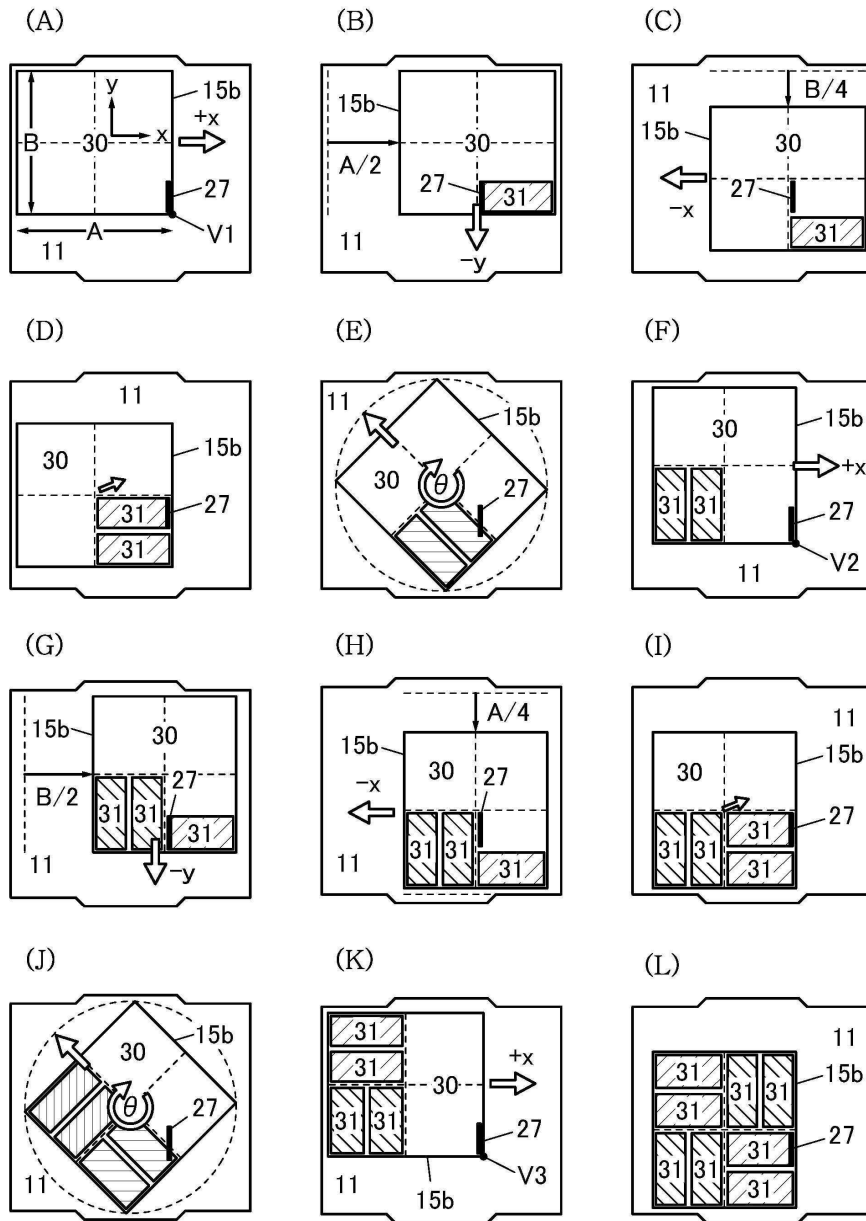 (A)
(B)
(C)
y
15b
+x
B
30
x
27
A
V1
11
15b
30
A/2
27
31
-y
11
11
B/4
15b
30
27
-x
31
(D)
(E)
(F)
11
30
15b
27
31
31
11
15b
30
θ
27
30
15b
+x
31
31
27
V2
11
(G)
(H)
(I)
15b
30
27
B/2
31
31
31
11
-y
A/4
15b
-x
30
27
31
31
31
11
11
15b
30
31
27
31
31
31
(J)
(K)
(L)
15b
30
27
θ
31
31
30
+x
31
31
27
V3
11
15b
11
31
31
31
31
15b
31
31
31
27
31